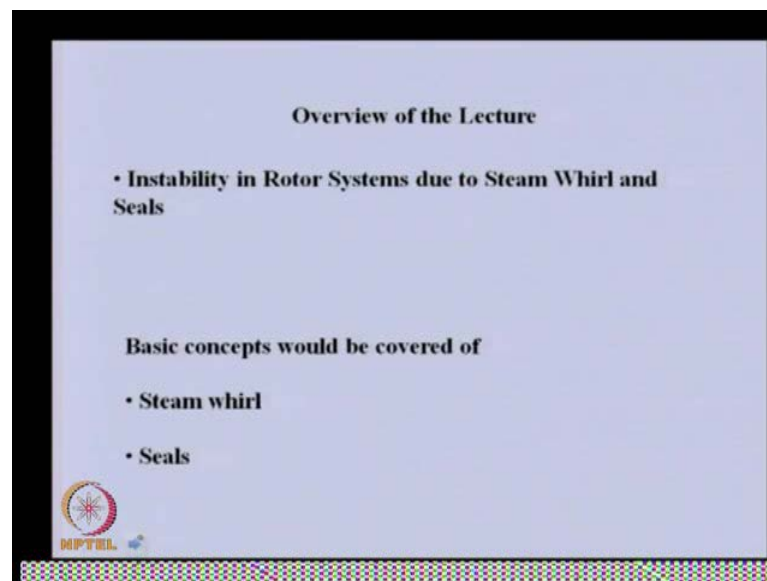 Overview of the Lecture
• Instability in Rotor Systems due to Steam Whirl and
Seals
Basic concepts would be covered of
• Steam whirl
• Seals
NPTEL